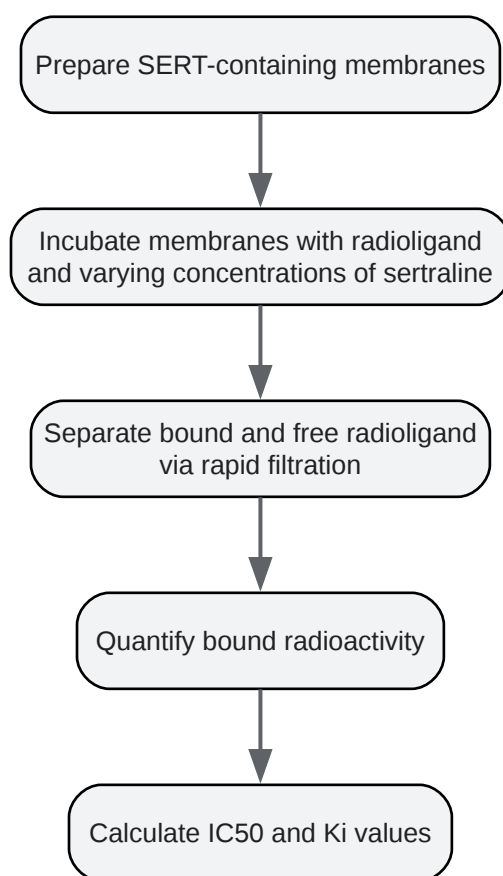 Prepare SERT-containing membranes
Incubate membranes with radioligand
and varying concentrations of sertraline
Separate bound and free radioligand
via rapid filtration
Quantify bound radioactivity
Calculate IC50 and Ki values